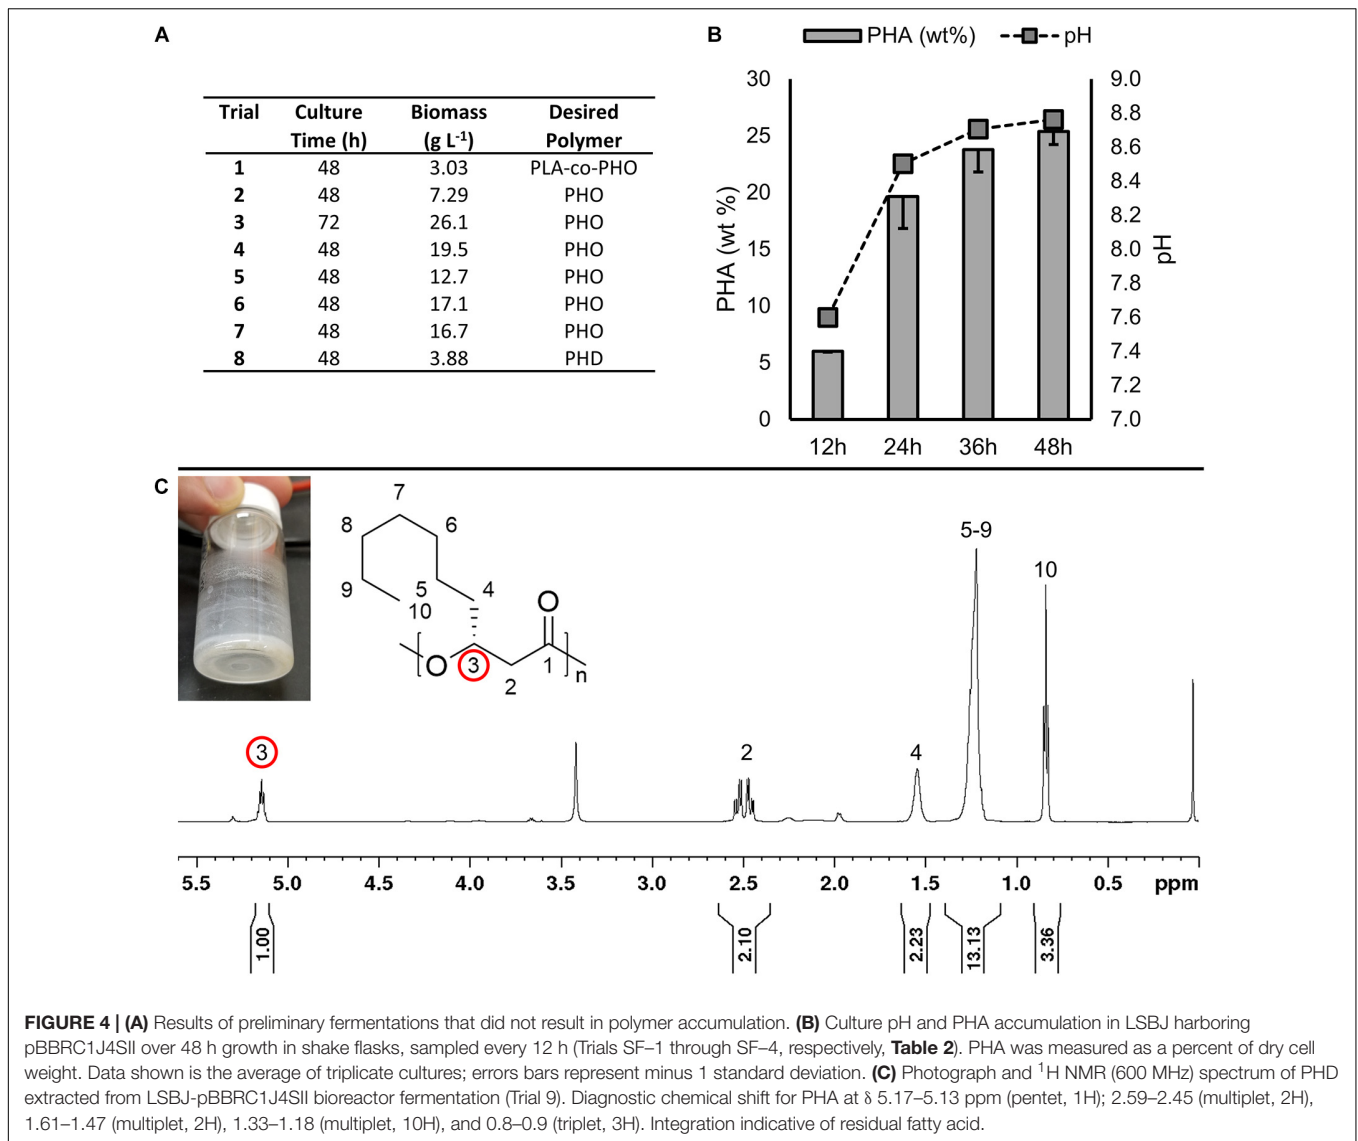 A
Trial Culture Time (h) Biomass (g L-1) Desired Polymer
1 48 3.03 PLA-co-PHO
2 48 7.29 PHO
3 72 26.1 PHO
4 48 19.5 PHO
5 48 12.7 PHO
6 48 17.1 PHO
7 48 16.7 PHO
8 48 3.88 PHD
B
PHA (wt%) pH
PHA (wt %)
30
25
20
15
10
5
0
9.0
8.8
8.6
8.4
8.2
8.0
7.8
7.6
7.4
7.2
7.0
pH
12h 24h 36h 48h
C
7
8 6
9 5 4
10
O
O 3 1 n
2
3 2 4 5-9 10
5.5 5.0 4.5 4.0 3.5 3.0 2.5 2.0 1.5 1.0 0.5 ppm
1.00 2.10 2.23 13.13 3.36
FIGURE 4 | (A) Results of preliminary fermentations that did not result in polymer accumulation. (B) Culture pH and PHA accumulation in LSBJ harboring
pBBRC1J4SII over 48 h growth in shake flasks, sampled every 12 h (Trials SF–1 through SF–4, respectively, Table 2). PHA was measured as a percent of dry cell
weight. Data shown is the average of triplicate cultures; errors bars represent minus 1 standard deviation. (C) Photograph and 1H NMR (600 MHz) spectrum of PHD
extracted from LSBJ-pBBRC1J4SII bioreactor fermentation (Trial 9). Diagnostic chemical shift for PHA at δ 5.17–5.13 ppm (pentet, 1H); 2.59–2.45 (multiplet, 2H),
1.61–1.47 (multiplet, 2H), 1.33–1.18 (multiplet, 10H), and 0.8–0.9 (triplet, 3H). Integration indicative of residual fatty acid.